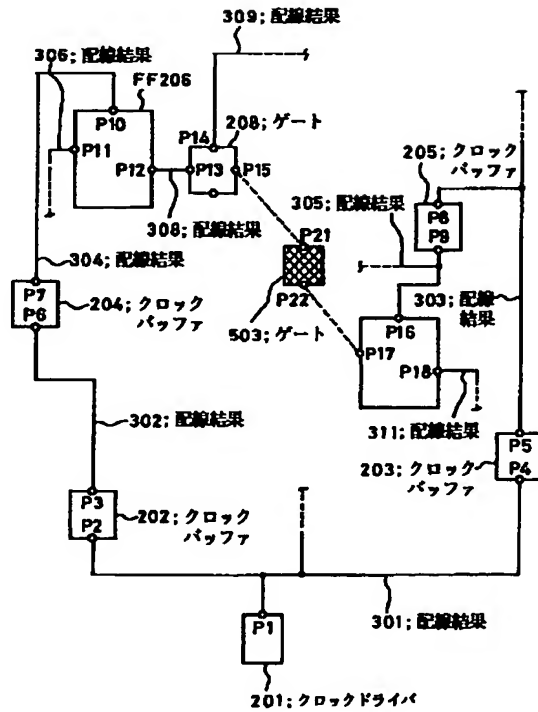 309;配線結果
306;配線結果
FF206
P10
P14
208;ゲート
P11
P12
P13
P15
205;クロック
バッファ
308;配線結果
305;配線結果
P8
P9
P21
304;配線結果
P22
303;配線
結果
P7
P6
204;クロック
バッファ
503;ゲート
P16
P17
P18
302;配線結果
311;配線結果
P5
P4
203;クロック
バッファ
P3
P2
202;クロック
バッファ
P1
301;配線結果
201;クロックドライバ